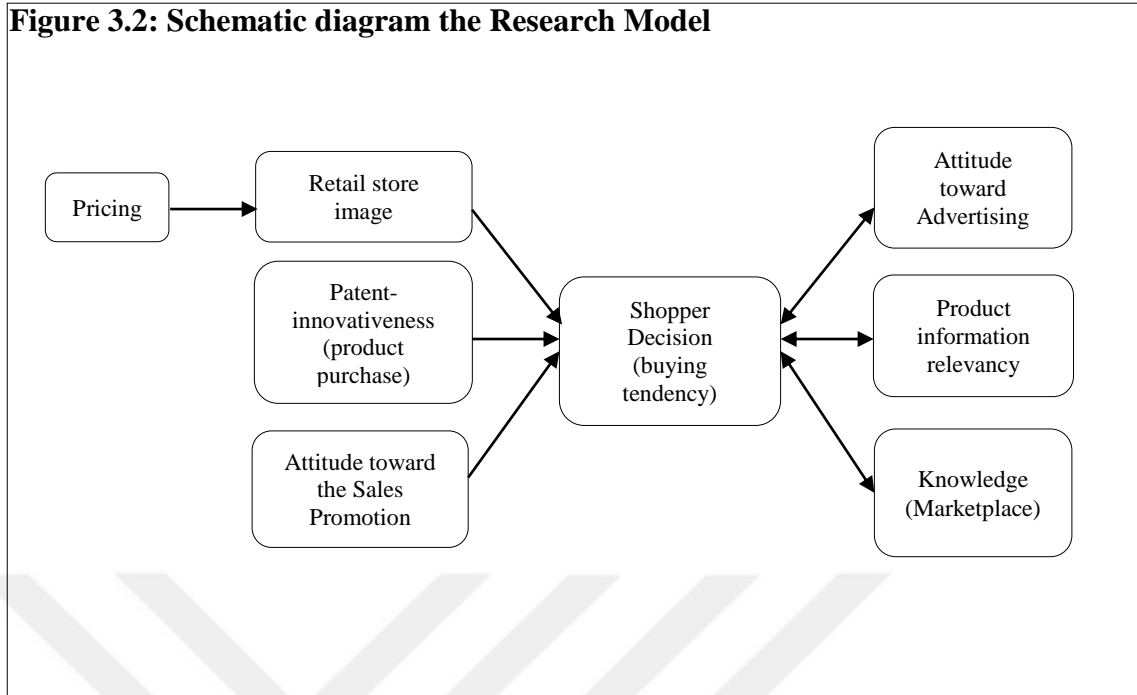 Figure 3.2: Schematic diagram the Research Model
Pricing
Retail store
image
Patent-
innovativeness
(product
purchase)
Attitude toward
the Sales
Promotion
Shopper
Decision
(buying
tendency)
Attitude
toward
Advertising
Product
information
relevancy
Knowledge
(Marketplace)